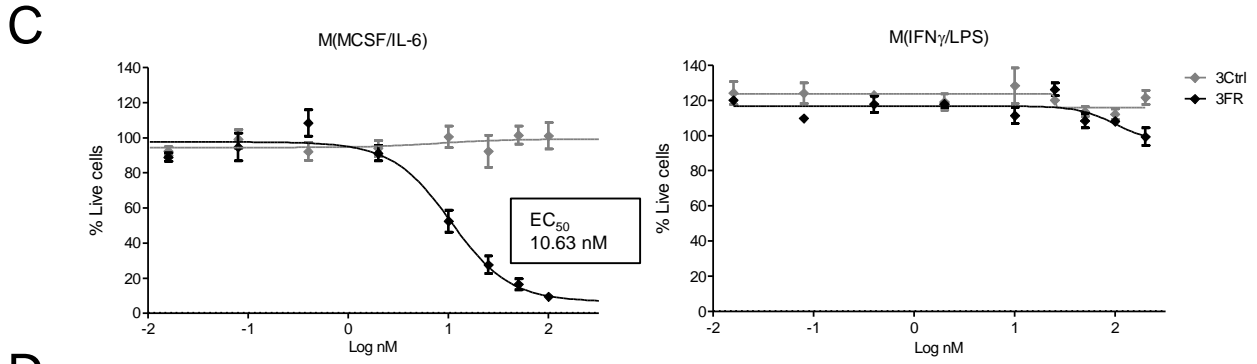 C
M(MCSF/IL-6)
% Live cells
140
120
100
80
60
40
20
0
-2 -1 0 1 2
Log nM
EC50
10.63 nM
M(IFNγ/LPS)
% Live cells
140
120
100
80
60
40
20
0
-2 -1 0 1 2
Log nM
3Ctrl
3FR